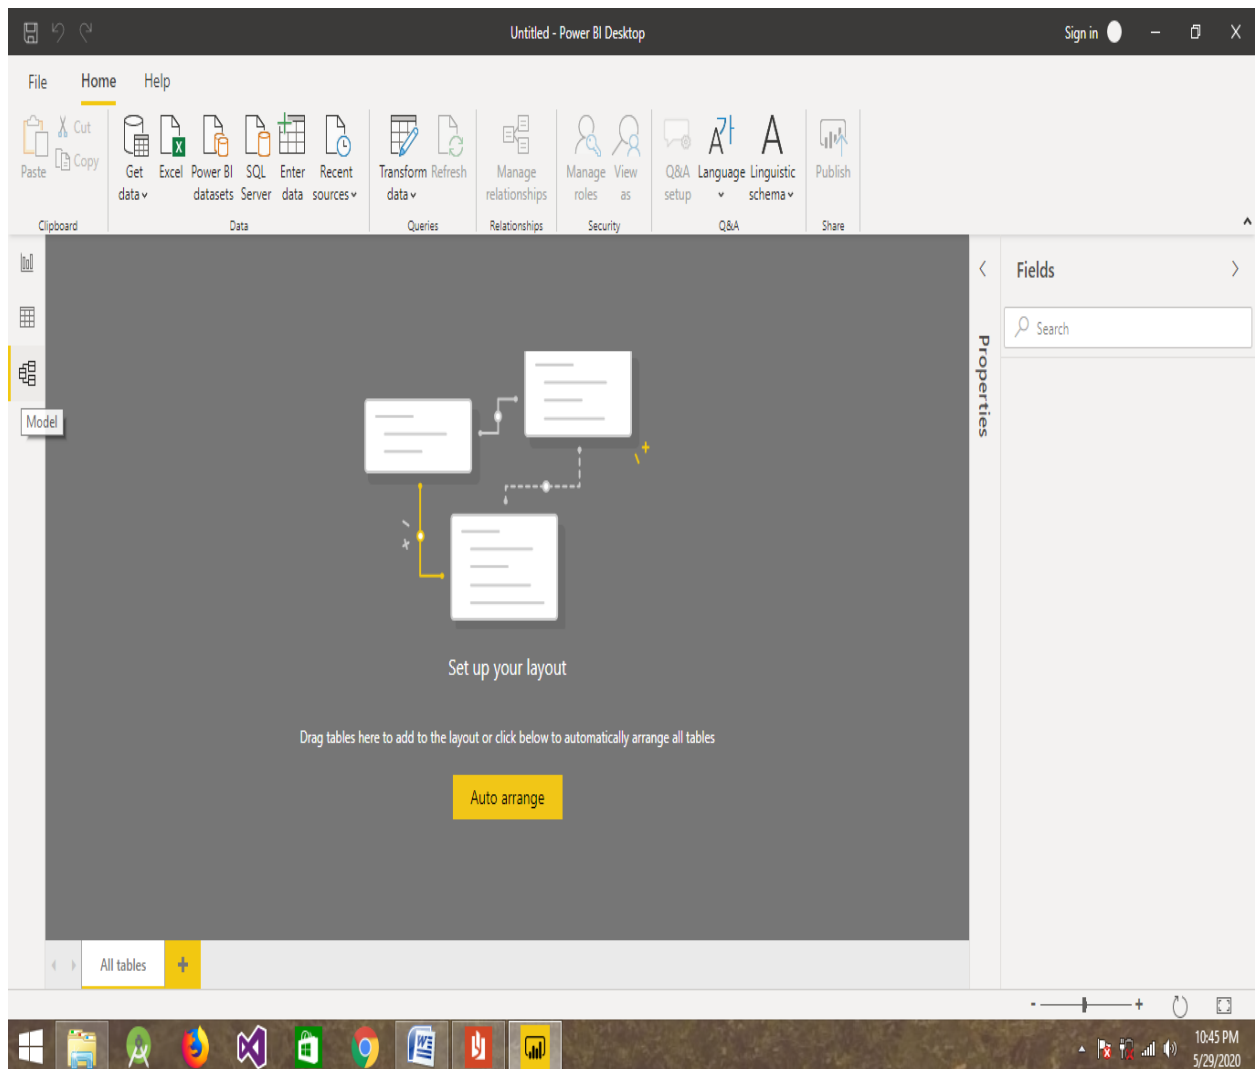 Untitled - Power BI Desktop
Sign in
File Home Help
Paste
Cut
Copy
Clipboard
Get data
Excel
Power BI datasets
SQL Server
Enter data
Recent sources
Data
Transform data
Refresh
Queries
Manage relationships
Relationships
Manage roles
View as
Security
Q&A setup
Language
Linguistic schema
Q&A
Publish
Share
Model
Set up your layout
Drag tables here to add to the layout or click below to automatically arrange all tables
Auto arrange
Properties
Fields
Search
All tables
10:45 PM
5/29/2020